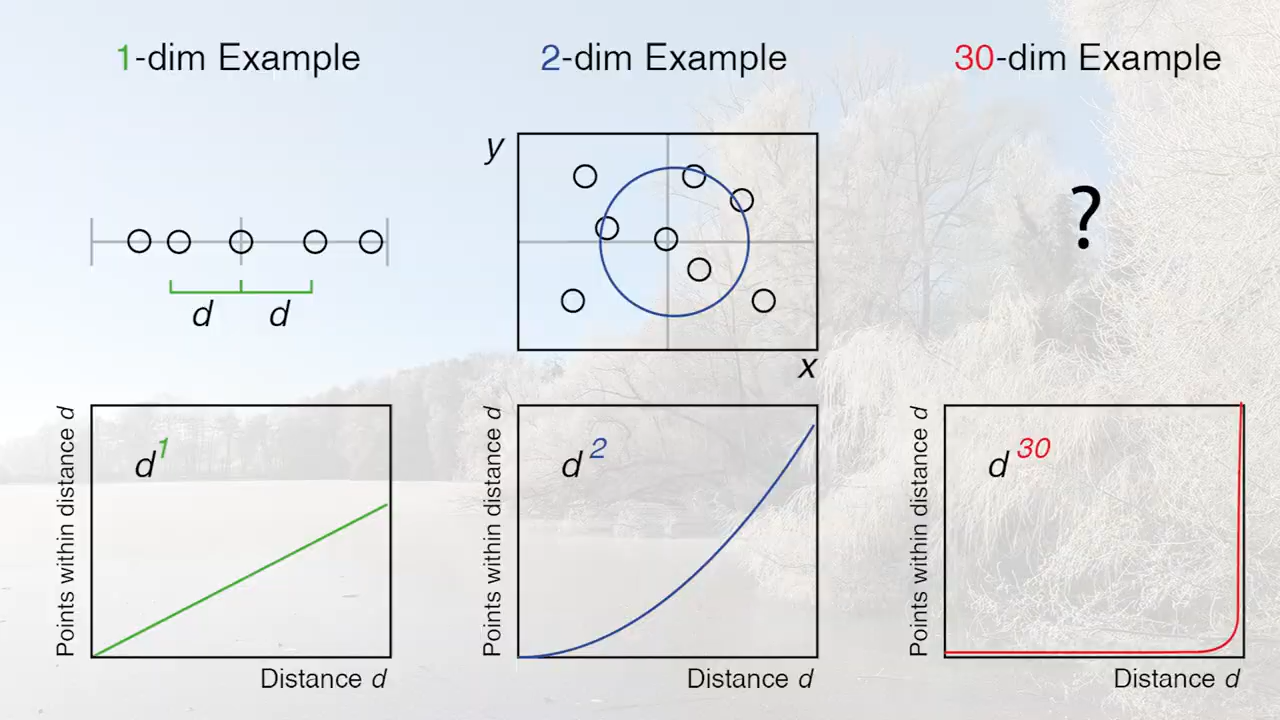 1-dim Example
2-dim Example
30-dim Example
d d
y
x
?
Points within distance d
d¹
Distance d
Points within distance d
d²
Distance d
Points within distance d
d³⁰
Distance d